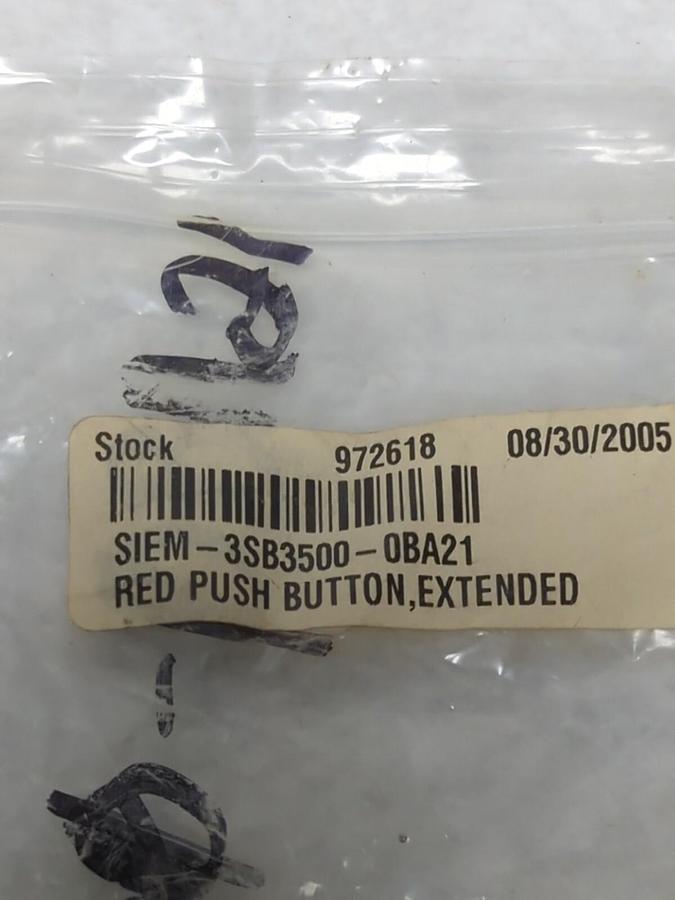 Stock 972618 08/30/2005
SIEM-3SB3500-0BA21
RED PUSH BUTTON,EXTENDED